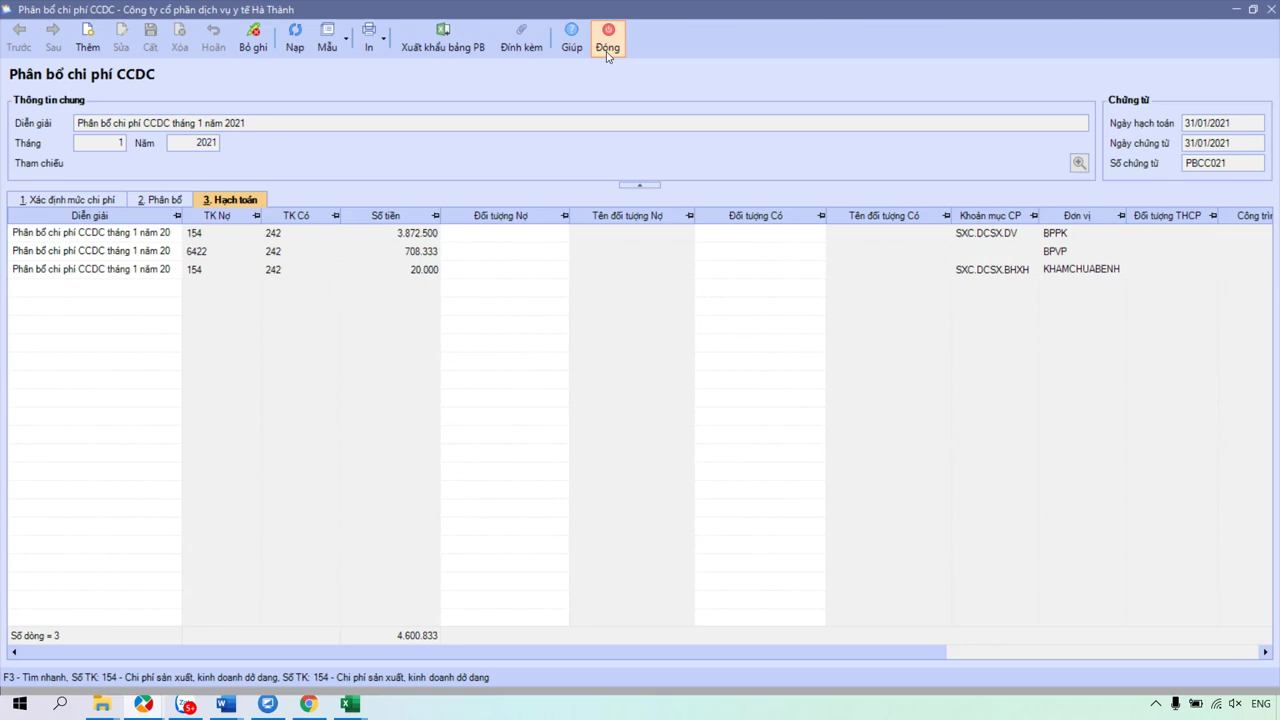 Phân bổ chi phí CCDC - Công ty cổ phần dịch vụ y tế Hà Thành
Trước Sau Thêm Sửa Cất Xóa Hoãn Bỏ ghi Nạp Mẫu In Xuất khẩu bảng PB Đính kèm Giúp Đóng
Phân bổ chi phí CCDC
Thông tin chung
Chứng từ
Diễn giải Phân bổ chi phí CCDC tháng 1 năm 2021
Ngày hạch toán 31/01/2021
Tháng 1 Năm 2021
Ngày chứng từ 31/01/2021
Tham chiếu
Số chứng từ PBCC021
1. Xác định mức chi phí 2. Phân bổ 3. Hạch toán
Diễn giải TK Nợ TK Có Số tiền Đối tượng Nợ Tên đối tượng Nợ Đối tượng Có Tên đối tượng Có Khoản mục CP Đơn vị Đối tượng THCP Công trìn
Phân bổ chi phí CCDC tháng 1 năm 20 154 242 3.872.500 SXC.DCSX.DV BPPK
Phân bổ chi phí CCDC tháng 1 năm 20 6422 242 708.333 BPVP
Phân bổ chi phí CCDC tháng 1 năm 20 154 242 20.000 SXC.DCSX.BHXH KHAMCHUABENH
Số dòng = 3 4.600.833
F3 - Tìm nhanh, Số TK: 154 - Chi phí sản xuất, kinh doanh dở dang, Số TK: 154 - Chi phí sản xuất, kinh doanh dở dang
5+
ENG